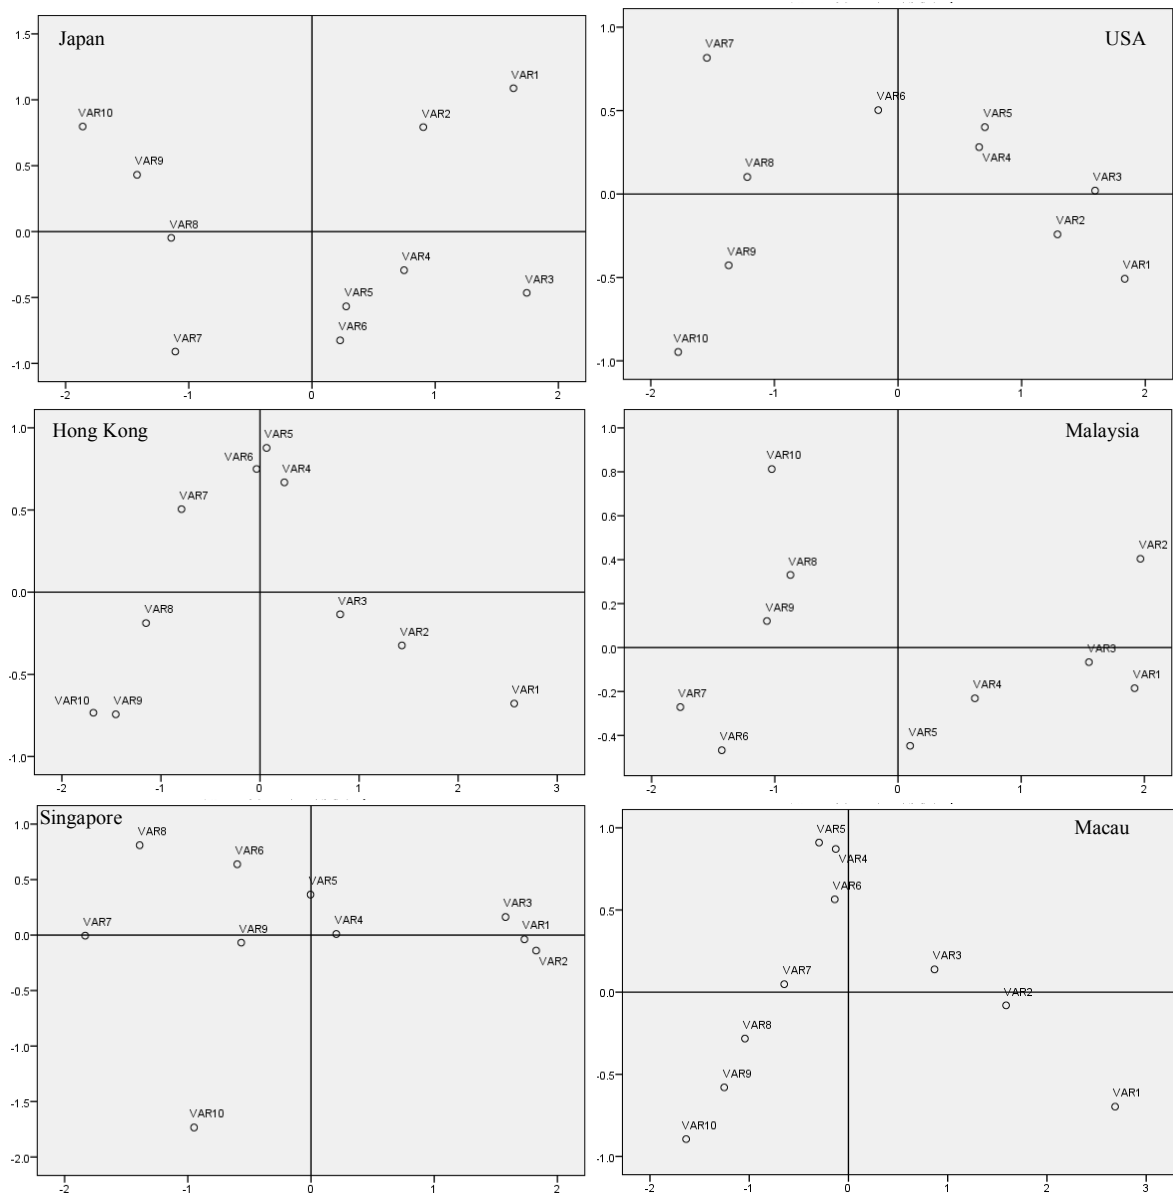 Japan
1.5
1.0
0.5
0.0
-0.5
-1.0
VAR1
VAR2
VAR10
VAR9
VAR8
VAR4
VAR3
VAR5
VAR6
VAR7
-2 -1 0 1 2
USA
1.0
0.5
0.0
-0.5
-1.0
VAR7
VAR6
VAR5
VAR4
VAR8
VAR3
VAR2
VAR9
VAR1
VAR10
-2 -1 0 1 2
Hong Kong
1.0
0.5
0.0
-0.5
-1.0
VAR5
VAR6
VAR4
VAR7
VAR3
VAR8
VAR2
VAR10 VAR9
VAR1
-2 -1 0 1 2 3
Malaysia
1.0
0.8
0.6
0.4
0.2
0.0
-0.2
-0.4
VAR10
VAR2
VAR8
VAR9
VAR3
VAR1
VAR4
VAR7
VAR6
VAR5
-2 -1 0 1 2
Singapore
1.0
0.5
0.0
-0.5
-1.0
-1.5
-2.0
VAR8
VAR6
VAR5
VAR3
VAR7
VAR4
VAR1
VAR9
VAR2
VAR10
-2 -1 0 1 2
Macau
1.0
0.5
0.0
-0.5
-1.0
VAR5
VAR4
VAR6
VAR3
VAR7
VAR2
VAR8
VAR9
VAR1
VAR10
-2 -1 0 1 2 3